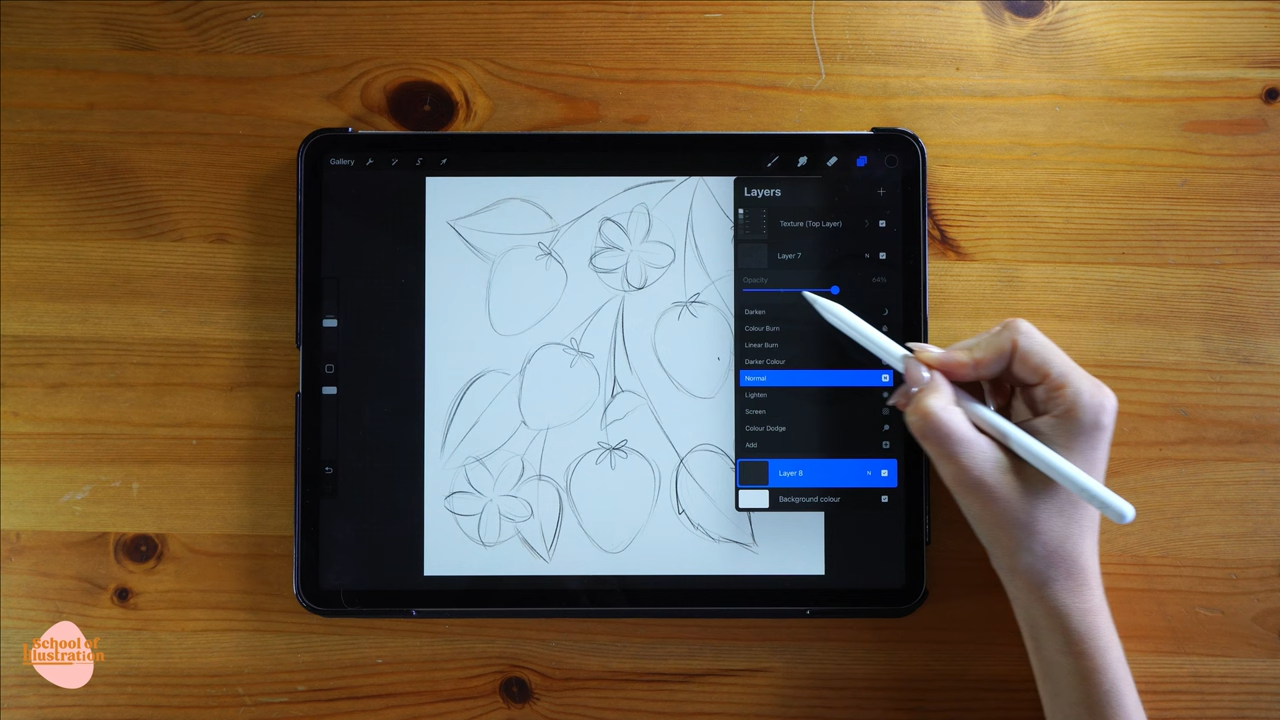 Gallery
Layers
Texture (Top Layer)
Layer 7 N
Opacity 64%
Darken
Colour Burn
Linear Burn
Darker Colour
Normal N
Lighten
Screen
Colour Dodge
Add
Layer 8 N
Background colour
School of
Illustration